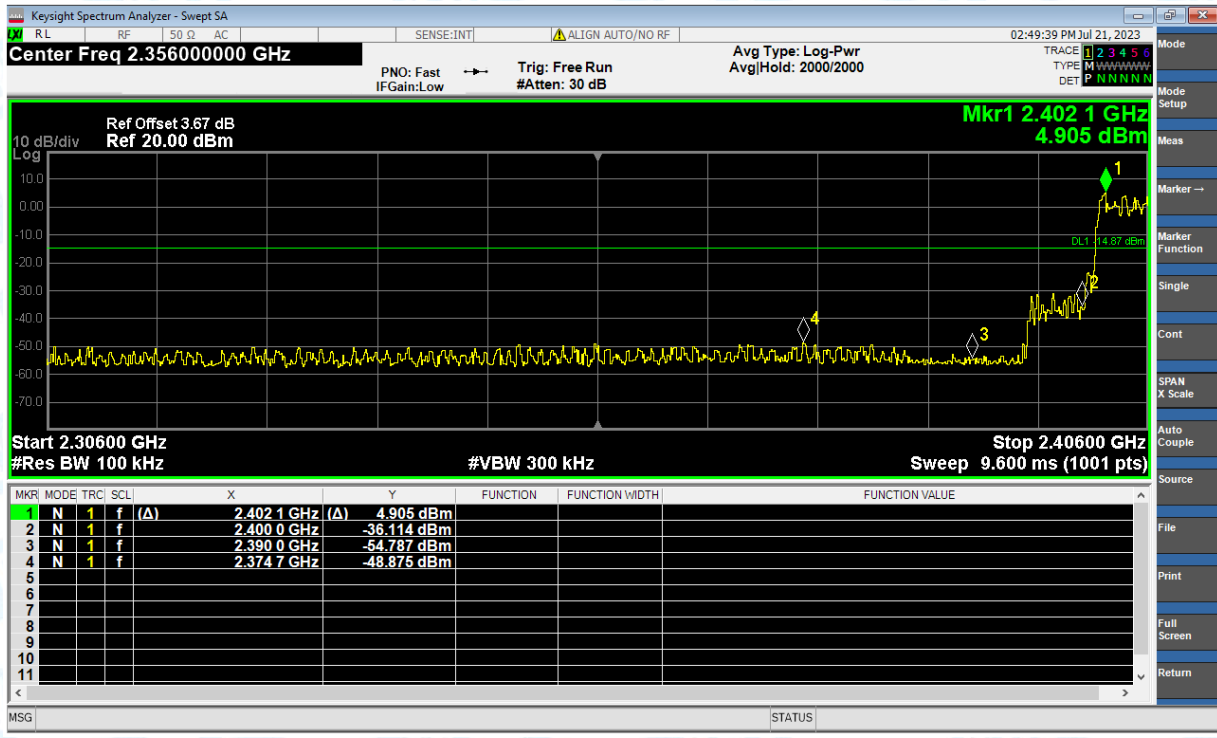 Keysight Spectrum Analyzer - Swept SA
LXI RL RF 50 Ω AC SENSE:INT ALIGN AUTO/NO RF 02:49:39 PM Jul 21, 2023
Center Freq 2.356000000 GHz
PNO: Fast
IFGain:Low
Trig: Free Run
#Atten: 30 dB
Avg Type: Log-Pwr
Avg|Hold: 2000/2000
TRACE 1 2 3 4 5 6
TYPE M WWWWW
DET P N N N N N
Mkr1 2.402 1 GHz
4.905 dBm
Ref Offset 3.67 dB
10 dB/div Ref 20.00 dBm
Log
10.0
0.00
-10.0
-20.0
-30.0
-40.0
-50.0
-60.0
-70.0
1
DL1 -14.87 dBm
2
4
3
Start 2.30600 GHz Stop 2.40600 GHz
#Res BW 100 kHz #VBW 300 kHz Sweep 9.600 ms (1001 pts)
MKR MODE TRC SCL X Y FUNCTION FUNCTION WIDTH FUNCTION VALUE
1 N 1 f (Δ) 2.402 1 GHz (Δ) 4.905 dBm
2 N 1 f 2.400 0 GHz -36.114 dBm
3 N 1 f 2.390 0 GHz -54.787 dBm
4 N 1 f 2.374 7 GHz -48.875 dBm
5
6
7
8
9
10
11
MSG STATUS
Mode
Mode
Setup
Meas
Marker→
Marker
Function
Single
Cont
SPAN
X Scale
Auto
Couple
Source
File
Print
Full
Screen
Return